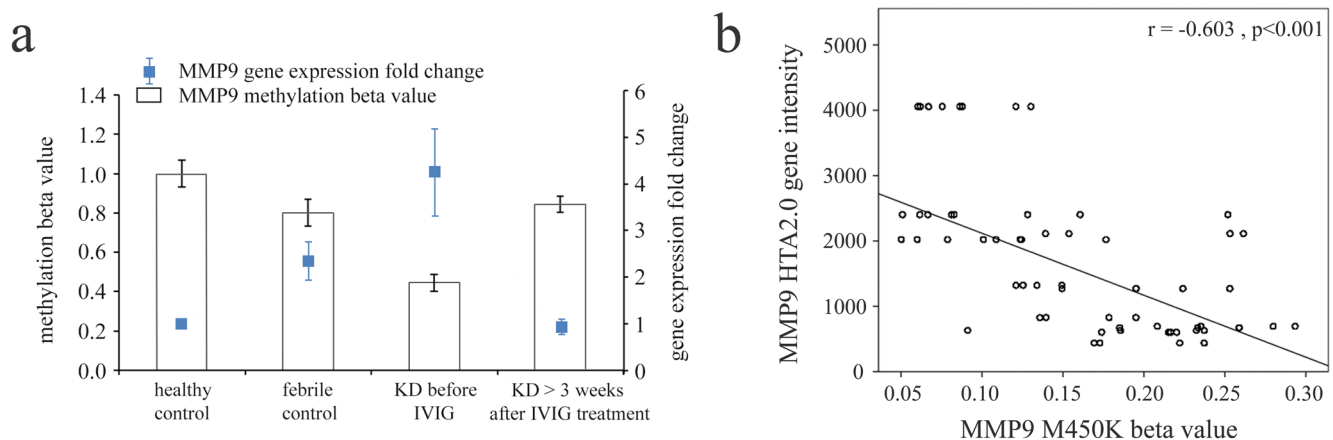 a
MMP9 gene expression fold change
MMP9 methylation beta value
methylation beta value
1.4
1.2
1.0
0.8
0.6
0.4
0.2
0.0
6
5
4
3
2
1
0
gene expression fold change
healthy
control
febrile
control
KD before
IVIG
KD > 3 weeks
after IVIG treatment
b
r = -0.603 , p<0.001
MMP9 HTA2.0 gene intensity
5000
4000
3000
2000
1000
0
0.05 0.10 0.15 0.20 0.25 0.30
MMP9 M450K beta value